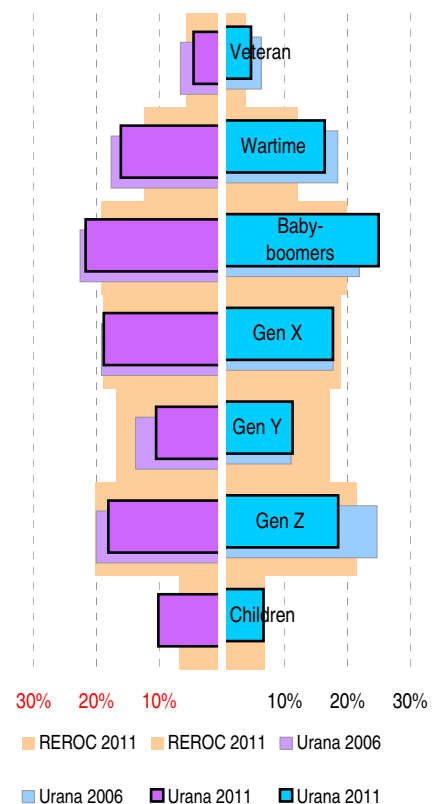 Veteran
Wartime
Baby-
boomers
Gen X
Gen Y
Gen Z
Children
30% 20% 10% 10% 20% 30%
REROC 2011 REROC 2011 Urana 2006
Urana 2006 Urana 2011 Urana 2011